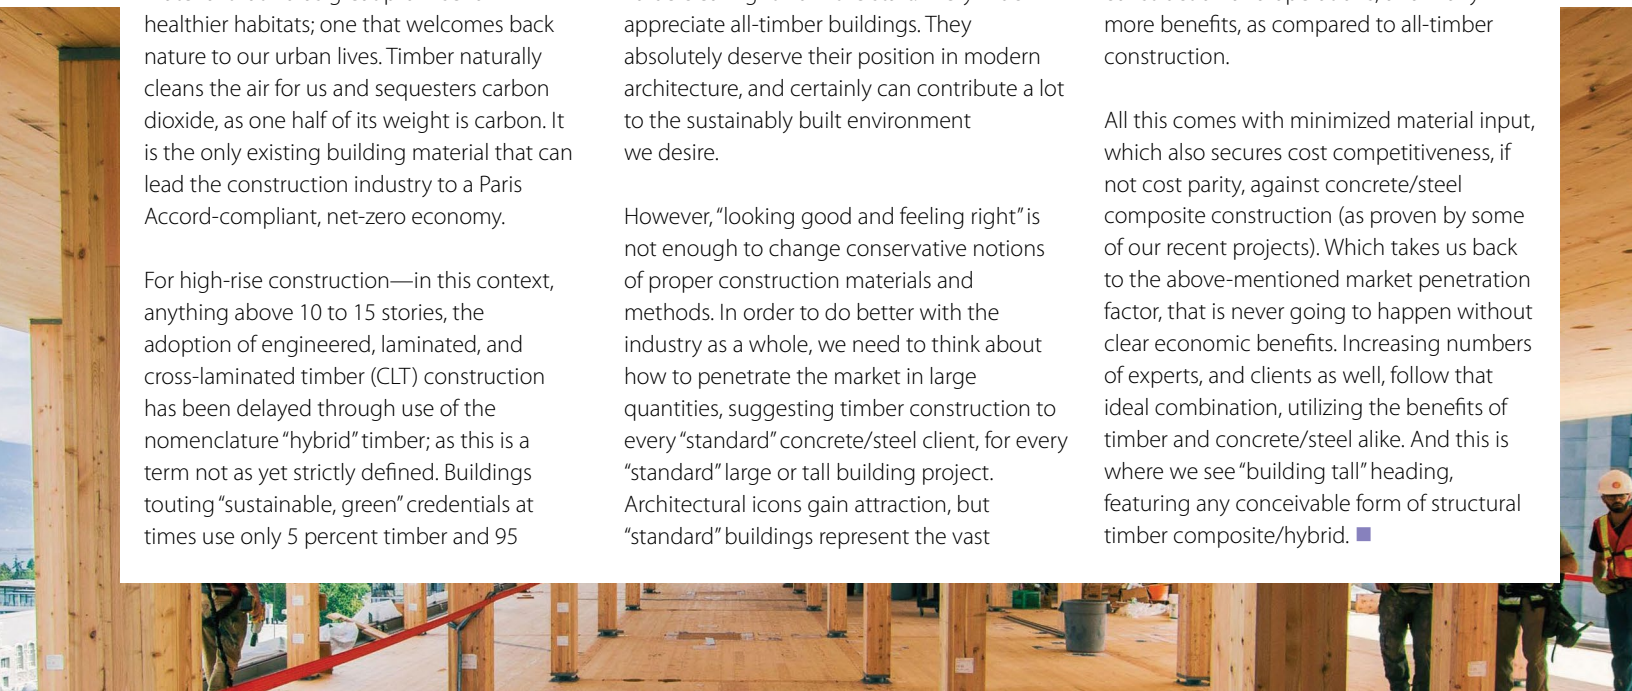 healthier habitats; one that welcomes back
nature to our urban lives. Timber naturally
cleans the air for us and sequesters carbon
dioxide, as one half of its weight is carbon. It
is the only existing building material that can
lead the construction industry to a Paris
Accord-compliant, net-zero economy.
For high-rise construction—in this context,
anything above 10 to 15 stories, the
adoption of engineered, laminated, and
cross-laminated timber (CLT) construction
has been delayed through use of the
nomenclature “hybrid” timber; as this is a
term not as yet strictly defined. Buildings
touting “sustainable, green” credentials at
times use only 5 percent timber and 95
appreciate all-timber buildings. They
absolutely deserve their position in modern
architecture, and certainly can contribute a lot
to the sustainably built environment
we desire.
However, “looking good and feeling right” is
not enough to change conservative notions
of proper construction materials and
methods. In order to do better with the
industry as a whole, we need to think about
how to penetrate the market in large
quantities, suggesting timber construction to
every “standard” concrete/steel client, for every
“standard” large or tall building project.
Architectural icons gain attraction, but
“standard” buildings represent the vast
more benefits, as compared to all-timber
construction.
All this comes with minimized material input,
which also secures cost competitiveness, if
not cost parity, against concrete/steel
composite construction (as proven by some
of our recent projects). Which takes us back
to the above-mentioned market penetration
factor, that is never going to happen without
clear economic benefits. Increasing numbers
of experts, and clients as well, follow that
ideal combination, utilizing the benefits of
timber and concrete/steel alike. And this is
where we see “building tall” heading,
featuring any conceivable form of structural
timber composite/hybrid.